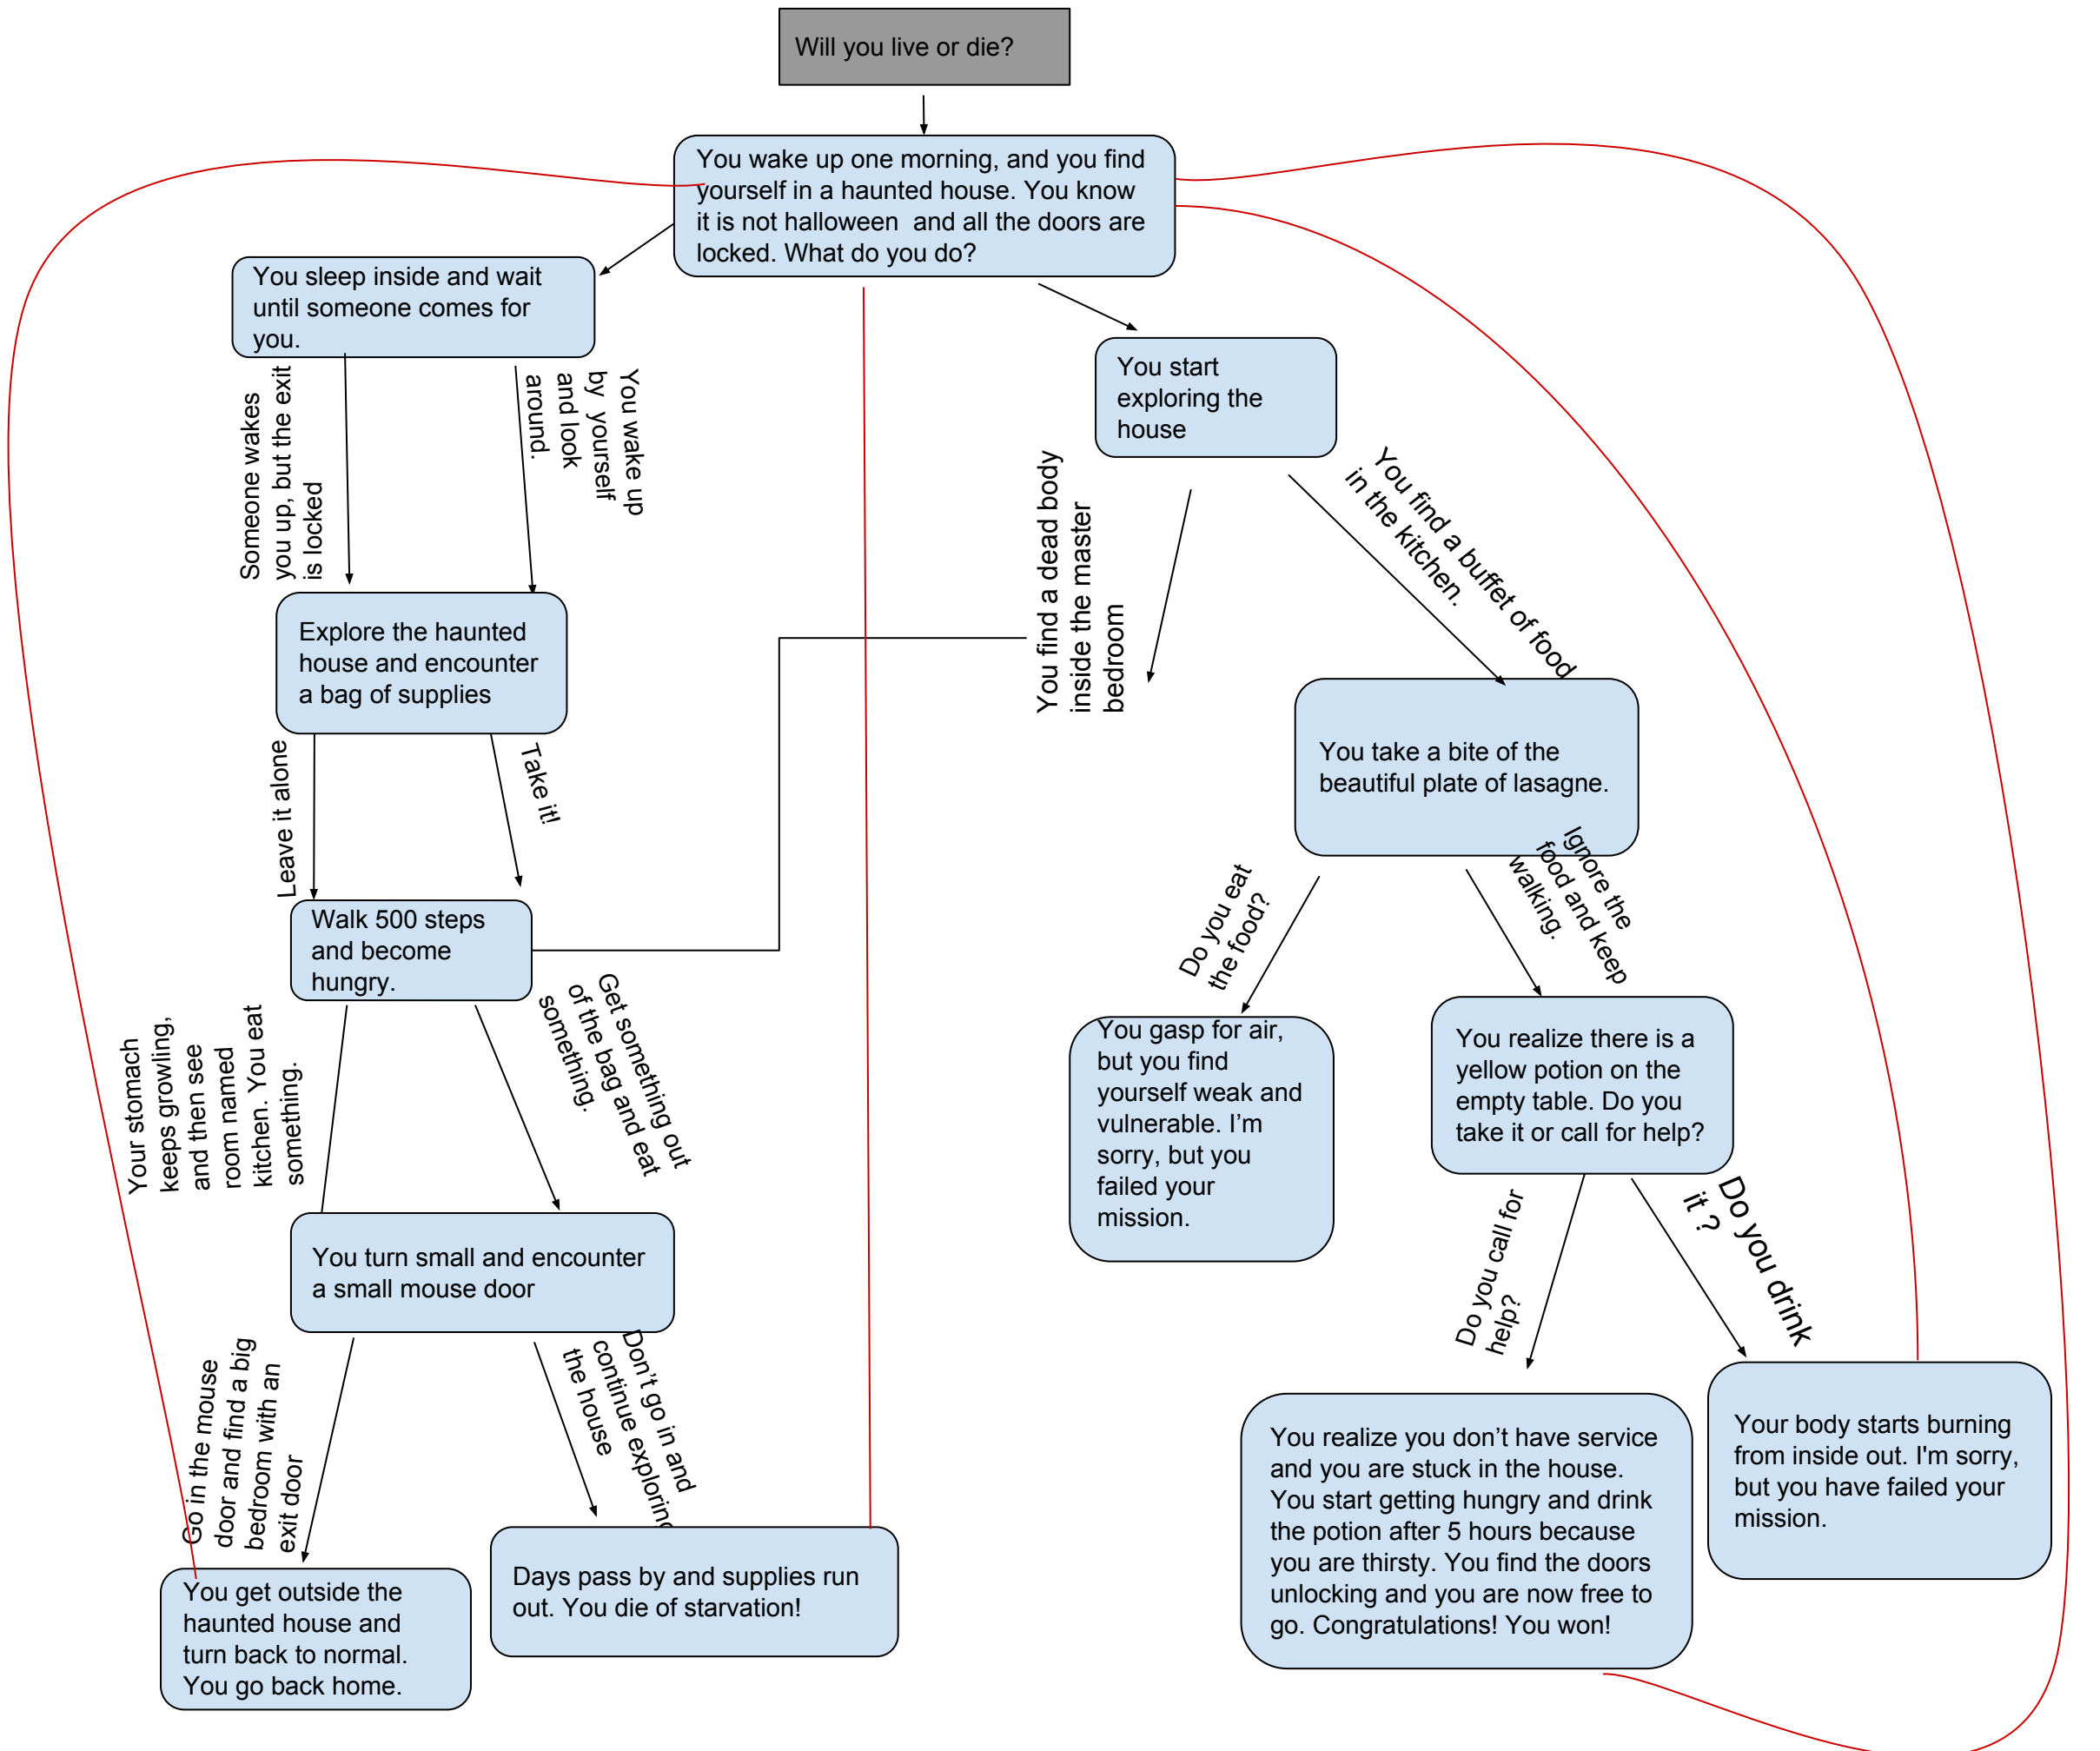 Will you live or die?
You wake up one morning, and you find
yourself in a haunted house. You know
it is not halloween  and all the doors are
locked. What do you do?
You sleep inside and wait
until someone comes for
you.
You start
exploring the
house
Someone wakes
you up, but the exit
is locked
You wake up
by  yourself
and look
around.
You find a dead body
inside the master
bedroom
You find a buffet of food
in the kitchen.
Explore the haunted
house and encounter
a bag of supplies
You take a bite of the
beautiful plate of lasagne.
Leave it alone
Take it!
Do you eat
the food?
Ignore the
food and keep
walking.
Walk 500 steps
and become
hungry.
Your stomach
keeps growling,
and then see
room named
kitchen. You eat
something.
Get something out
of the bag and eat
something.
You gasp for air,
but you find
yourself weak and
vulnerable. I’m
sorry, but you
failed your
mission.
You realize there is a
yellow potion on the
empty table. Do you
take it or call for help?
You turn small and encounter
a small mouse door
Do you call for
help?
Do you drink
it ?
Go in the mouse
door and find a big
bedroom with an
exit door
Don’t go in and
continue exploring
the house
You get outside the
haunted house and
turn back to normal.
You go back home.
Days pass by and supplies run
out. You die of starvation!
You realize you don’t have service
and you are stuck in the house.
You start getting hungry and drink
the potion after 5 hours because
you are thirsty. You find the doors
unlocking and you are now free to
go. Congratulations! You won!
Your body starts burning
from inside out. I'm sorry,
but you have failed your
mission.